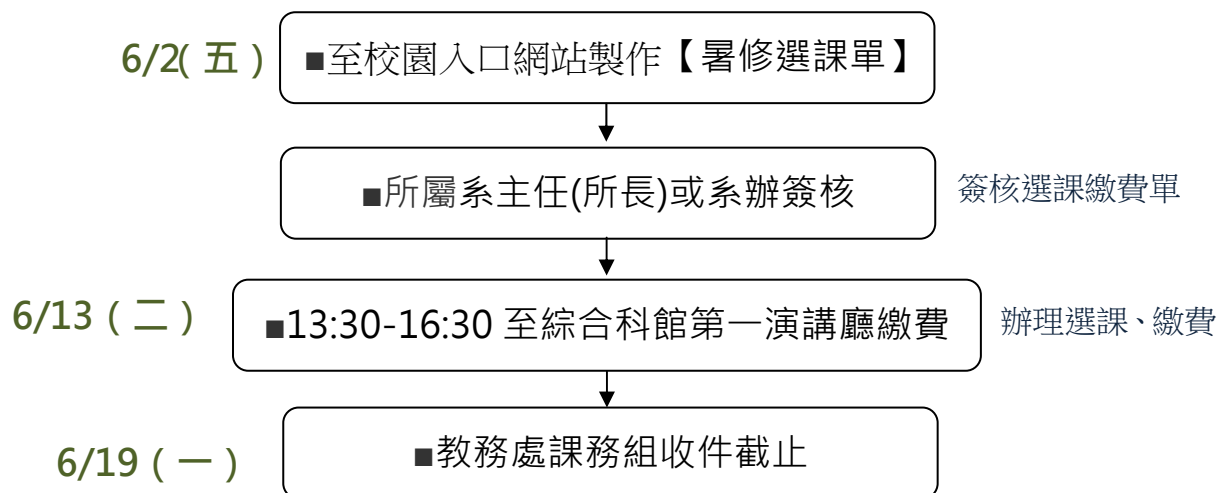 6/2( 五 )
■至校園入口網站製作【暑修選課單】
■所屬系主任(所長)或系辦簽核
簽核選課繳費單
6/13 ( 二 )
■13:30-16:30 至綜合科館第一演講廳繳費
辦理選課、繳費
6/19 ( 一 )
■教務處課務組收件截止